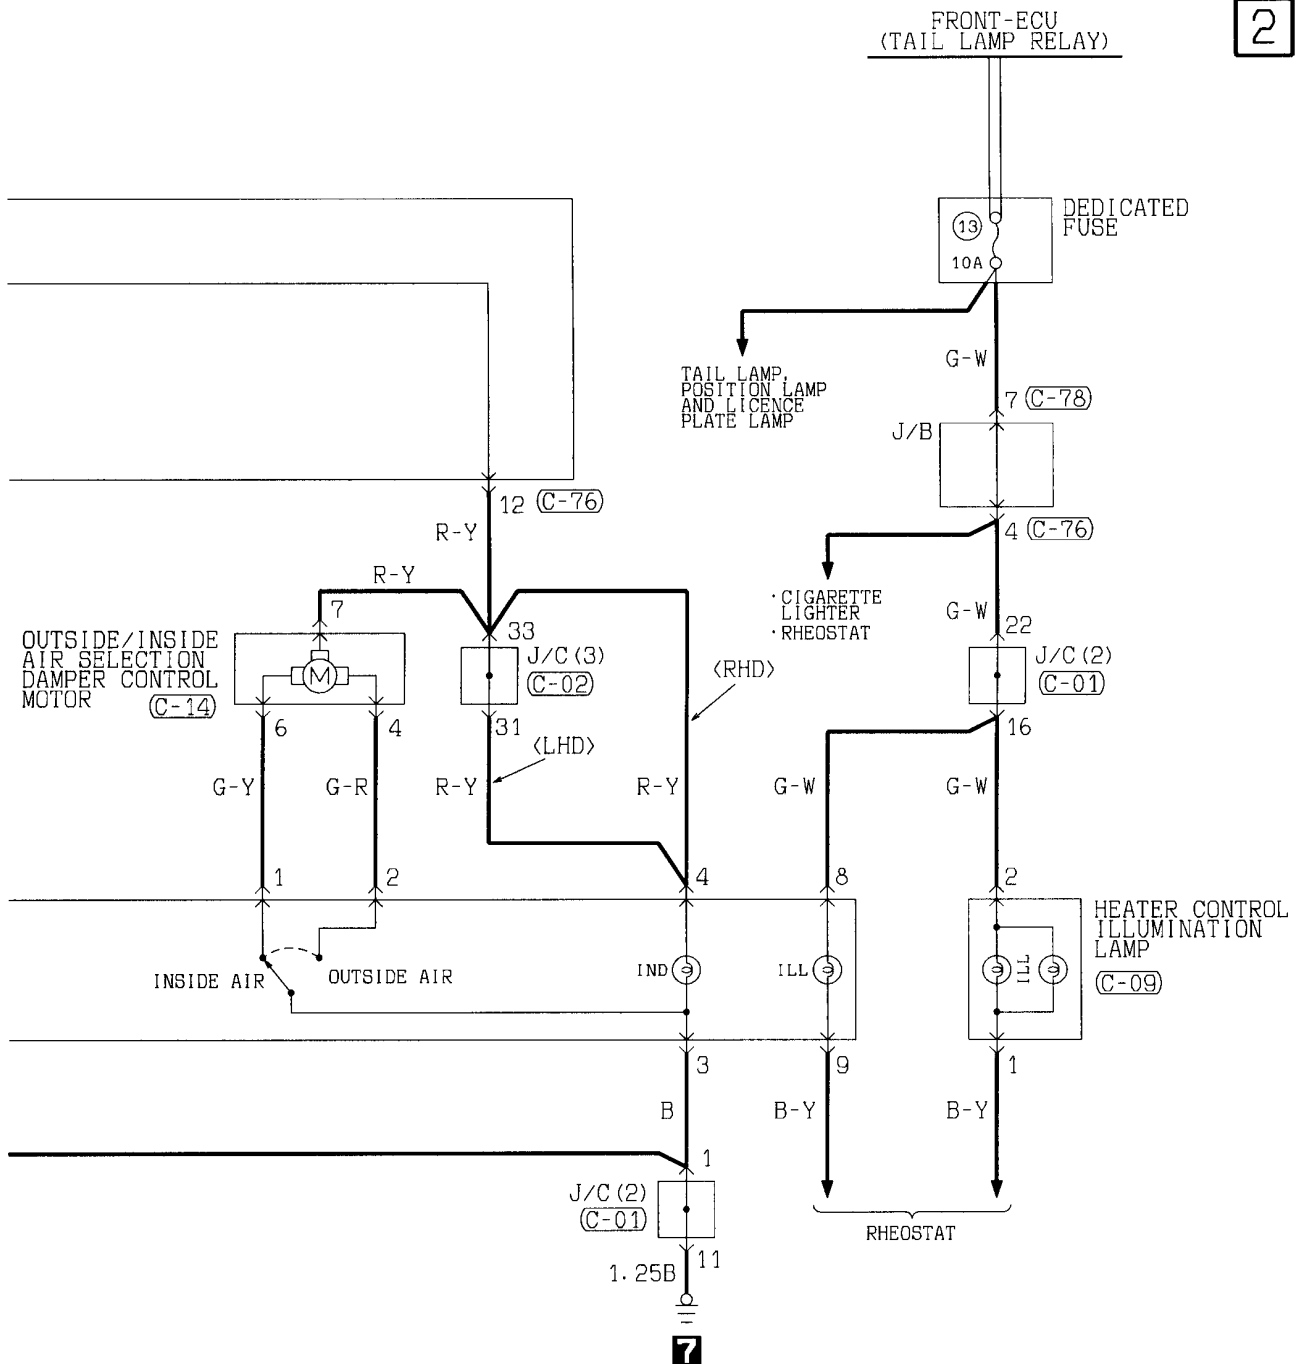 2
FRONT-ECU
(TAIL LAMP RELAY)
DEDICATED
FUSE
13
10A
G-W
TAIL LAMP,
POSITION LAMP
AND LICENCE
PLATE LAMP
7 (C-78)
J/B
12 (C-76)
R-Y
4 (C-76)
R-Y
·CIGARETTE
LIGHTER
·RHEOSTAT
G-W
7
33
22
OUTSIDE/INSIDE
AIR SELECTION
DAMPER CONTROL
MOTOR
(C-14)
M
J/C(3)
(C-02)
<RHD>
J/C(2)
(C-01)
6
4
31
<LHD>
16
G-Y
G-R
R-Y
R-Y
G-W
G-W
1
2
4
8
2
HEATER CONTROL
ILLUMINATION
LAMP
(C-09)
INSIDE AIR
OUTSIDE AIR
IND
ILL
ILL
3
9
1
B
B-Y
B-Y
1
J/C(2)
(C-01)
RHEOSTAT
11
1.25B
7